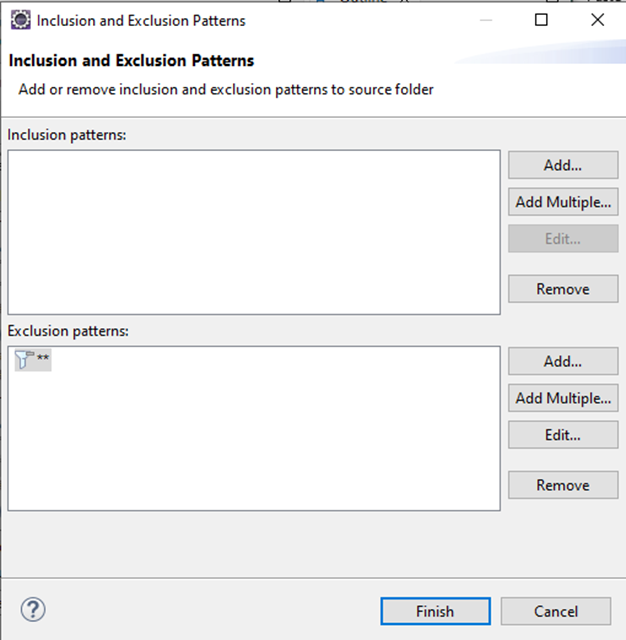 Inclusion and Exclusion Patterns
Inclusion and Exclusion Patterns
Add or remove inclusion and exclusion patterns to source folder
Inclusion patterns:
Add...
Add Multiple...
Edit...
Remove
Exclusion patterns:
**
Add...
Add Multiple...
Edit...
Remove
?
Finish
Cancel